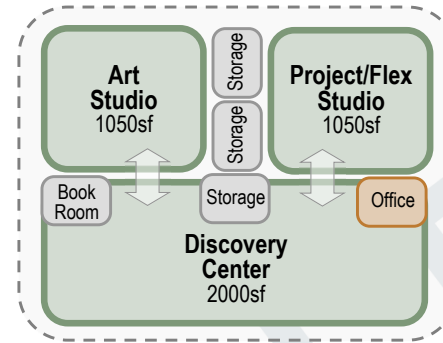 Art
Studio
1050sf
Storage
Storage
Project/Flex
Studio
1050sf
Book
Room
Storage
Office
Discovery
Center
2000sf